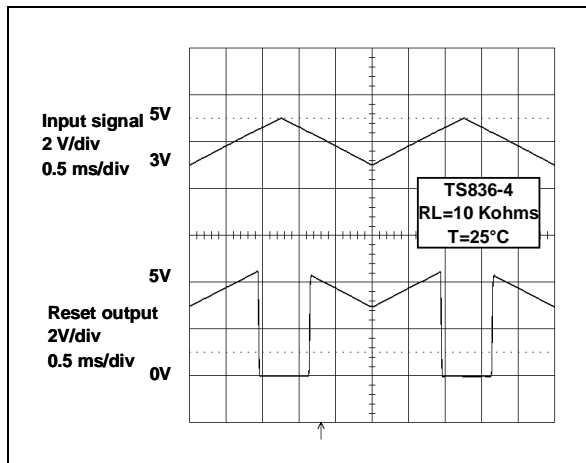 Input signal
2 V/div
0.5 ms/div
5V
3V
TS836-4
RL=10 Kohms
T=25°C
5V
Reset output
2V/div
0.5 ms/div
0V